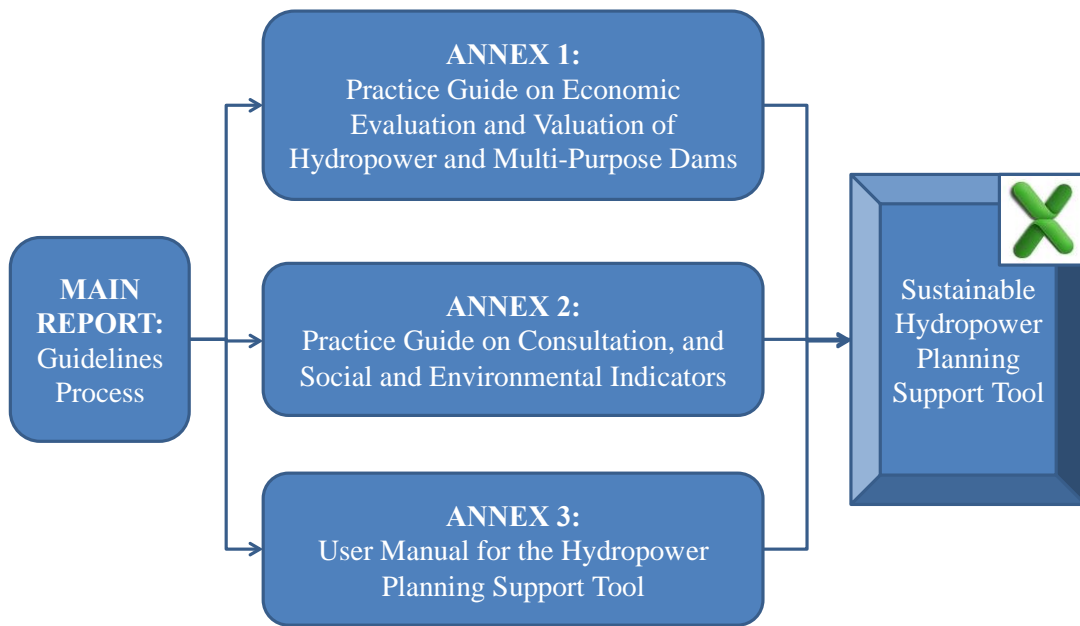 MAIN
REPORT:
Guidelines
Process
ANNEX 1:
Practice Guide on Economic
Evaluation and Valuation of
Hydropower and Multi-Purpose Dams
ANNEX 2:
Practice Guide on Consultation, and
Social and Environmental Indicators
ANNEX 3:
User Manual for the Hydropower
Planning Support Tool
Sustainable
Hydropower
Planning
Support Tool